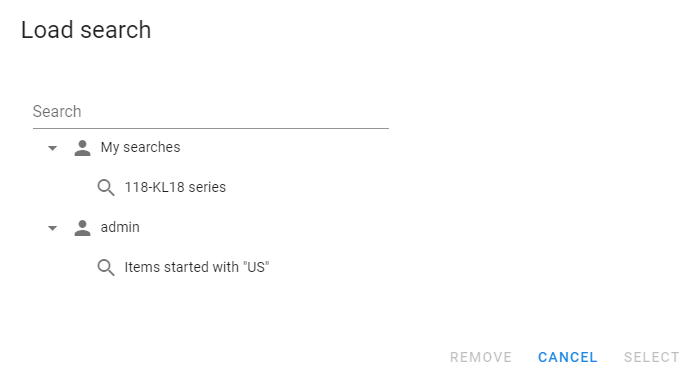 Load search
Search
My searches
118-KL18 series
admin
Items started with "US"
REMOVE CANCEL SELECT